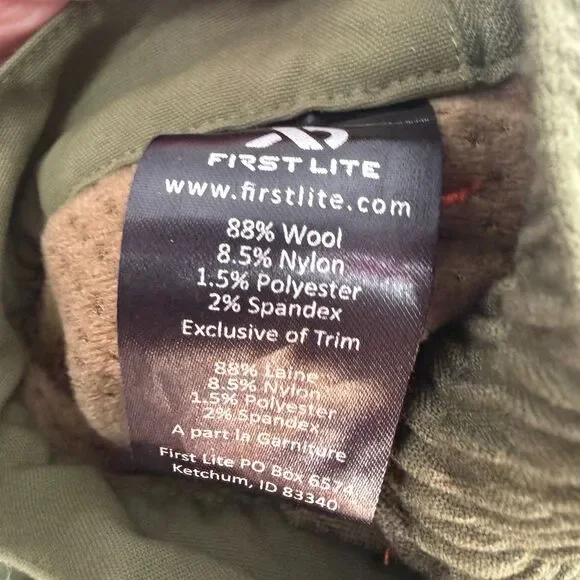 FIRST LITE
www.firstlite.com
88% Wool
8.5% Nylon
1.5% Polyester
2% Spandex
Exclusive of Trim
88% Laine
8.5% Nylon
1.5% Polyester
2% Spandex
A part la Garniture
First Lite PO Box 6574
Ketchum, ID 83340